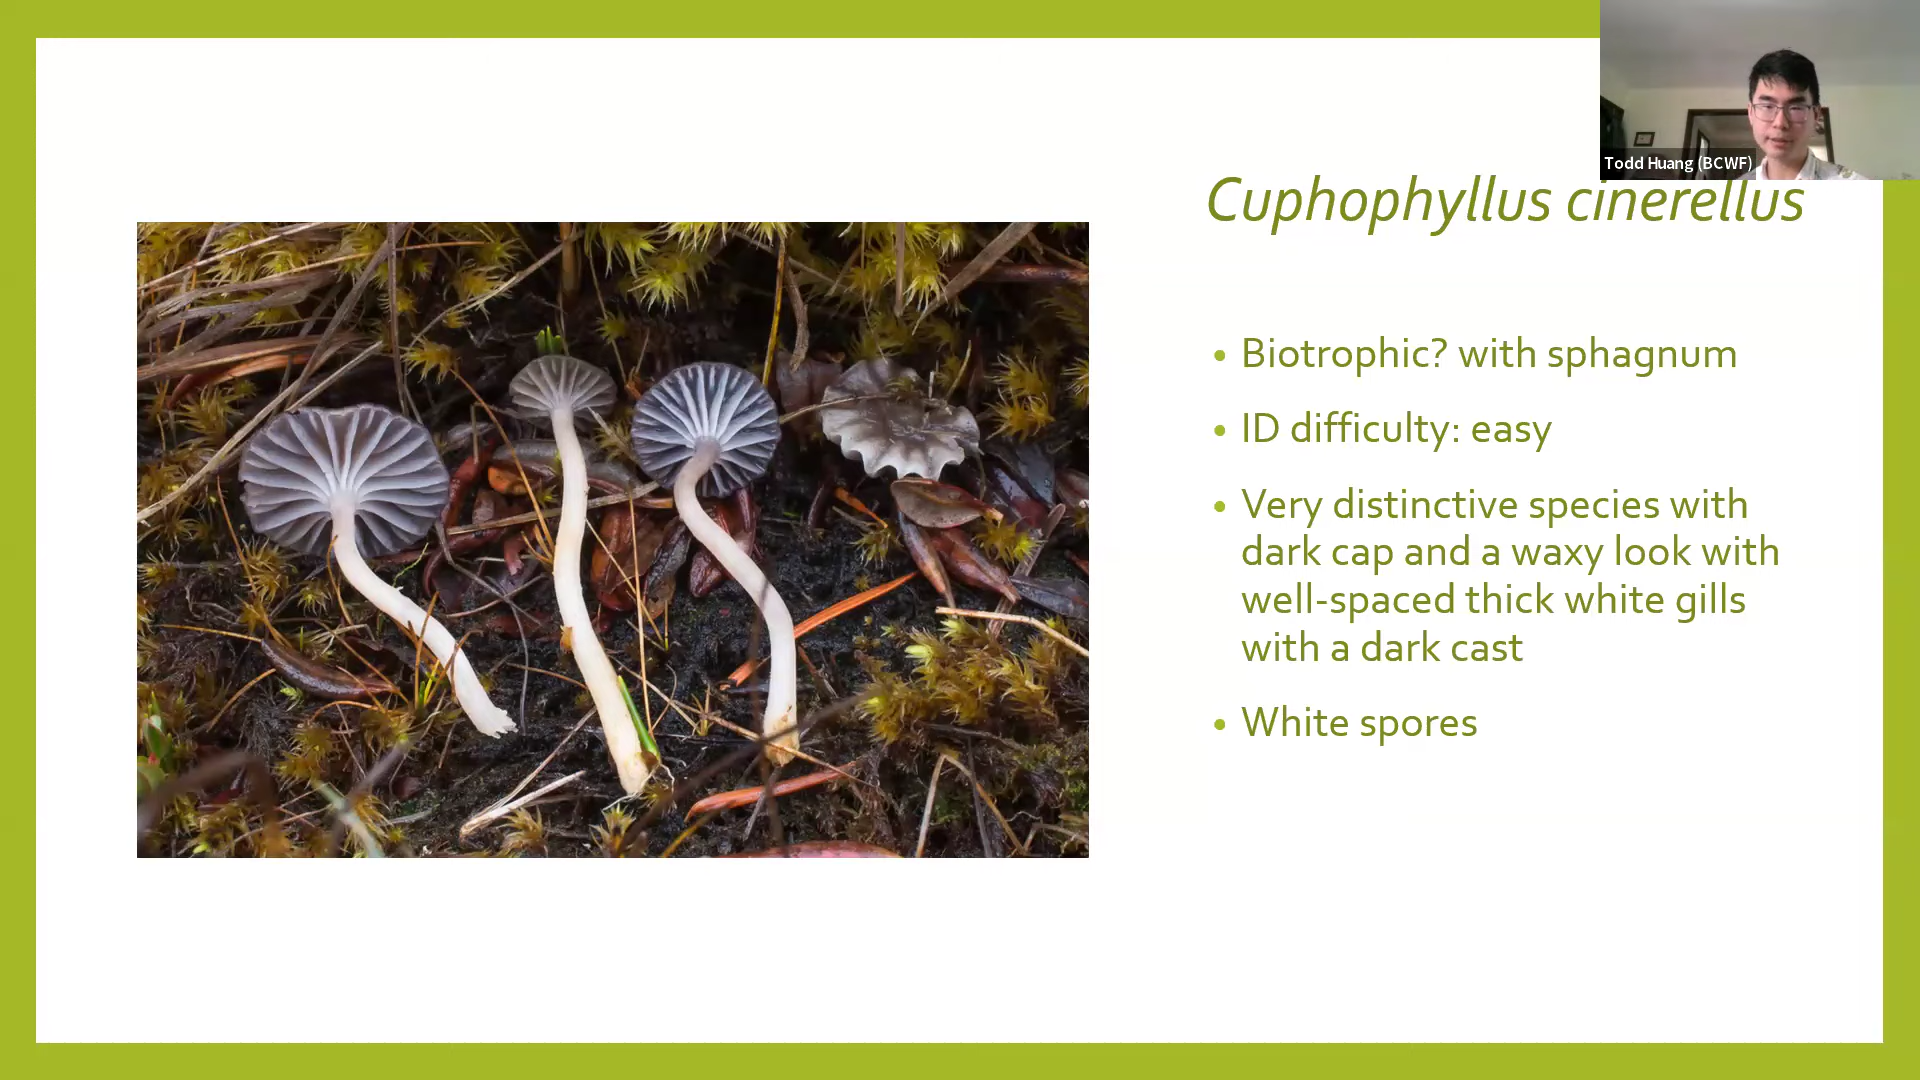 Todd Huang (BCWF)
Cuphophyllus cinerellus
• Biotrophic? with sphagnum
• ID difficulty: easy
• Very distinctive species with
dark cap and a waxy look with
well-spaced thick white gills
with a dark cast
• White spores